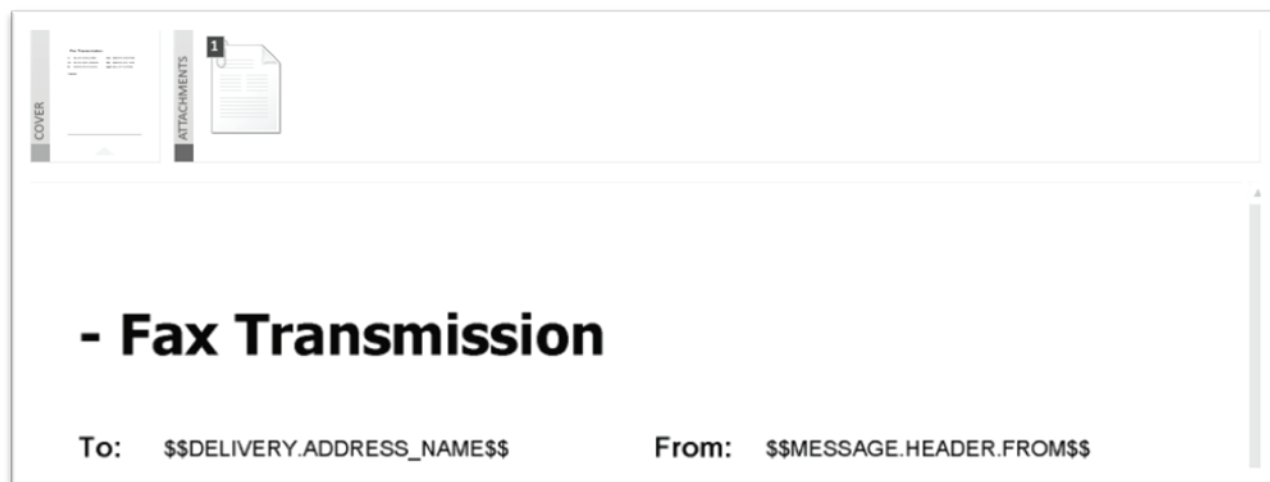 COVER
ATTACHMENTS
1
- Fax Transmission
To: $$DELIVERY.ADDRESS_NAME$$ From: $$MESSAGE.HEADER.FROM$$